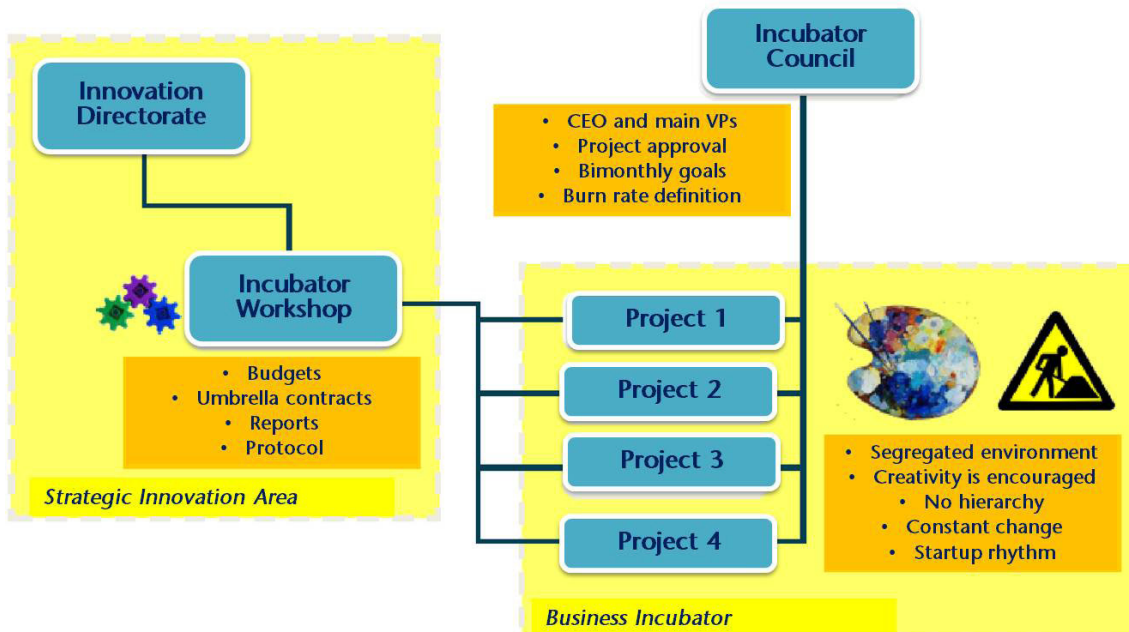 Innovation
Directorate
Incubator
Workshop
• Budgets
• Umbrella contracts
• Reports
• Protocol
Strategic Innovation Area
Incubator
Council
• CEO and main VPs
• Project approval
• Bimonthly goals
• Burn rate definition
Project 1
Project 2
Project 3
Project 4
• Segregated environment
• Creativity is encouraged
• No hierarchy
• Constant change
• Startup rhythm
Business Incubator